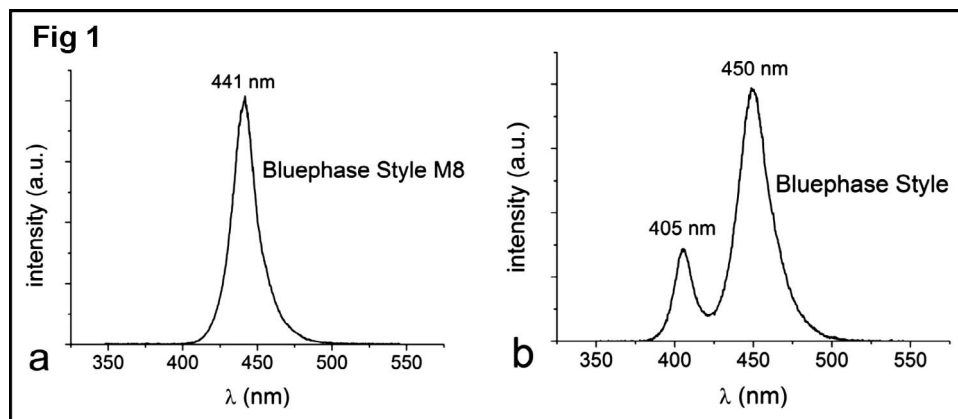 Fig 1
441 nm
Bluephase Style M8
intensity (a.u.)
350 400 450 500 550
λ (nm)
a
450 nm
405 nm
Bluephase Style
intensity (a.u.)
350 400 450 500 550
λ (nm)
b